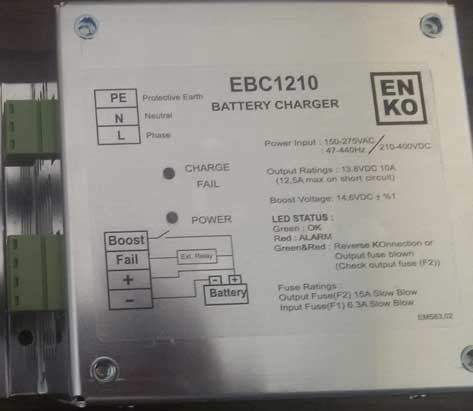 EBC1210
BATTERY CHARGER
EN
KO
PE Protective Earth
N Neutral
L Phase
Power Input : 150-275VAC / 210-400VDC
: 47-440Hz
CHARGE
FAIL
Output Ratings : 13.8VDC 10A
(12,5A max on short circuit)
Boost Voltage: 14,6VDC ± %1
POWER
LED STATUS :
Green : OK
Red : ALARM
Green&Red : Reverse KOnnection or
Output fuse blown
(Check output fuse (F2))
Boost
Fail Ext. Relay
+
-
- +
Battery
Fuse Ratings :
Output Fuse(F2) 15A Slow Blow
Input Fuse(F1) 6.3A Slow Blow